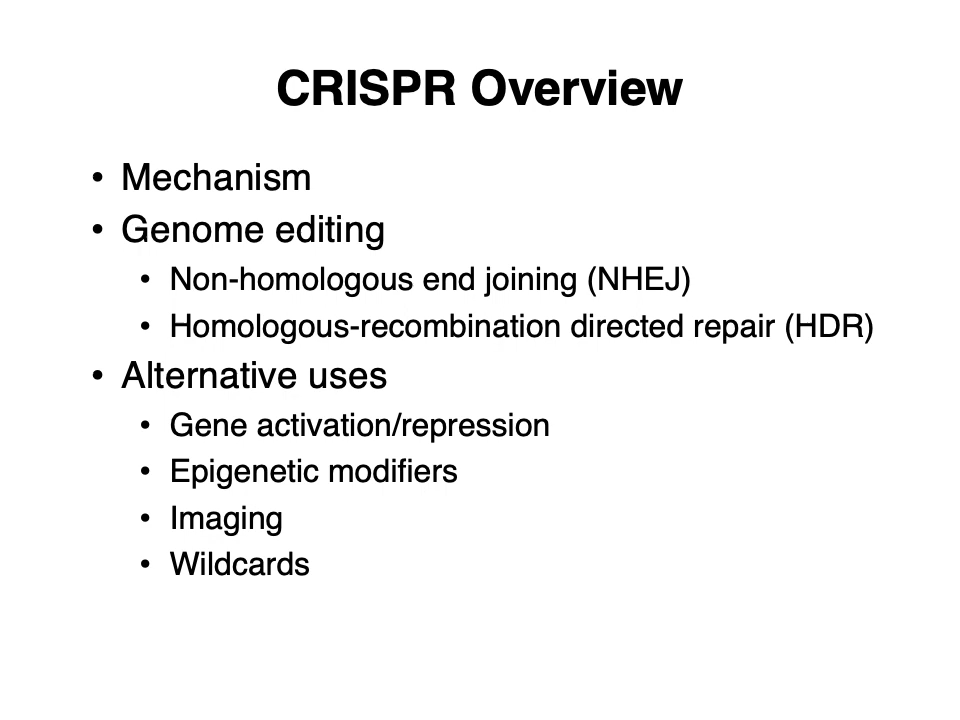 CRISPR Overview
• Mechanism
• Genome editing
• Non-homologous end joining (NHEJ)
• Homologous-recombination directed repair (HDR)
• Alternative uses
• Gene activation/repression
• Epigenetic modifiers
• Imaging
• Wildcards